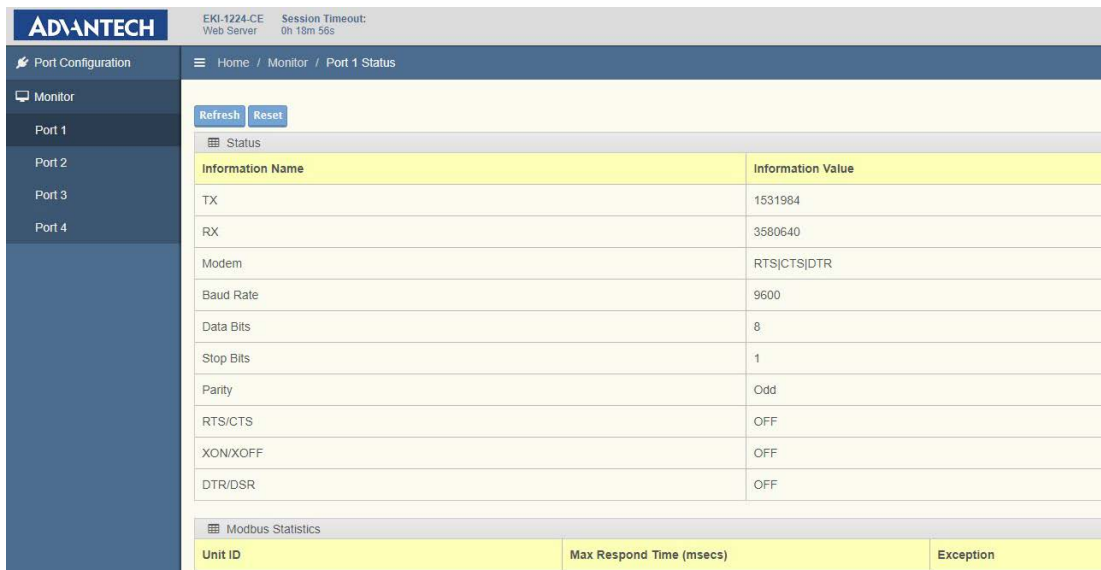 ADVANTECH
EKI-1224-CE Session Timeout:
Web Server 0h 18m 56s
Port Configuration
Home / Monitor / Port 1 Status
Monitor
Port 1
Port 2
Port 3
Port 4
Refresh Reset
Status
Information Name Information Value
TX 1531984
RX 3580640
Modem RTS|CTS|DTR
Baud Rate 9600
Data Bits 8
Stop Bits 1
Parity Odd
RTS/CTS OFF
XON/XOFF OFF
DTR/DSR OFF
Modbus Statistics
Unit ID Max Respond Time (msecs) Exception